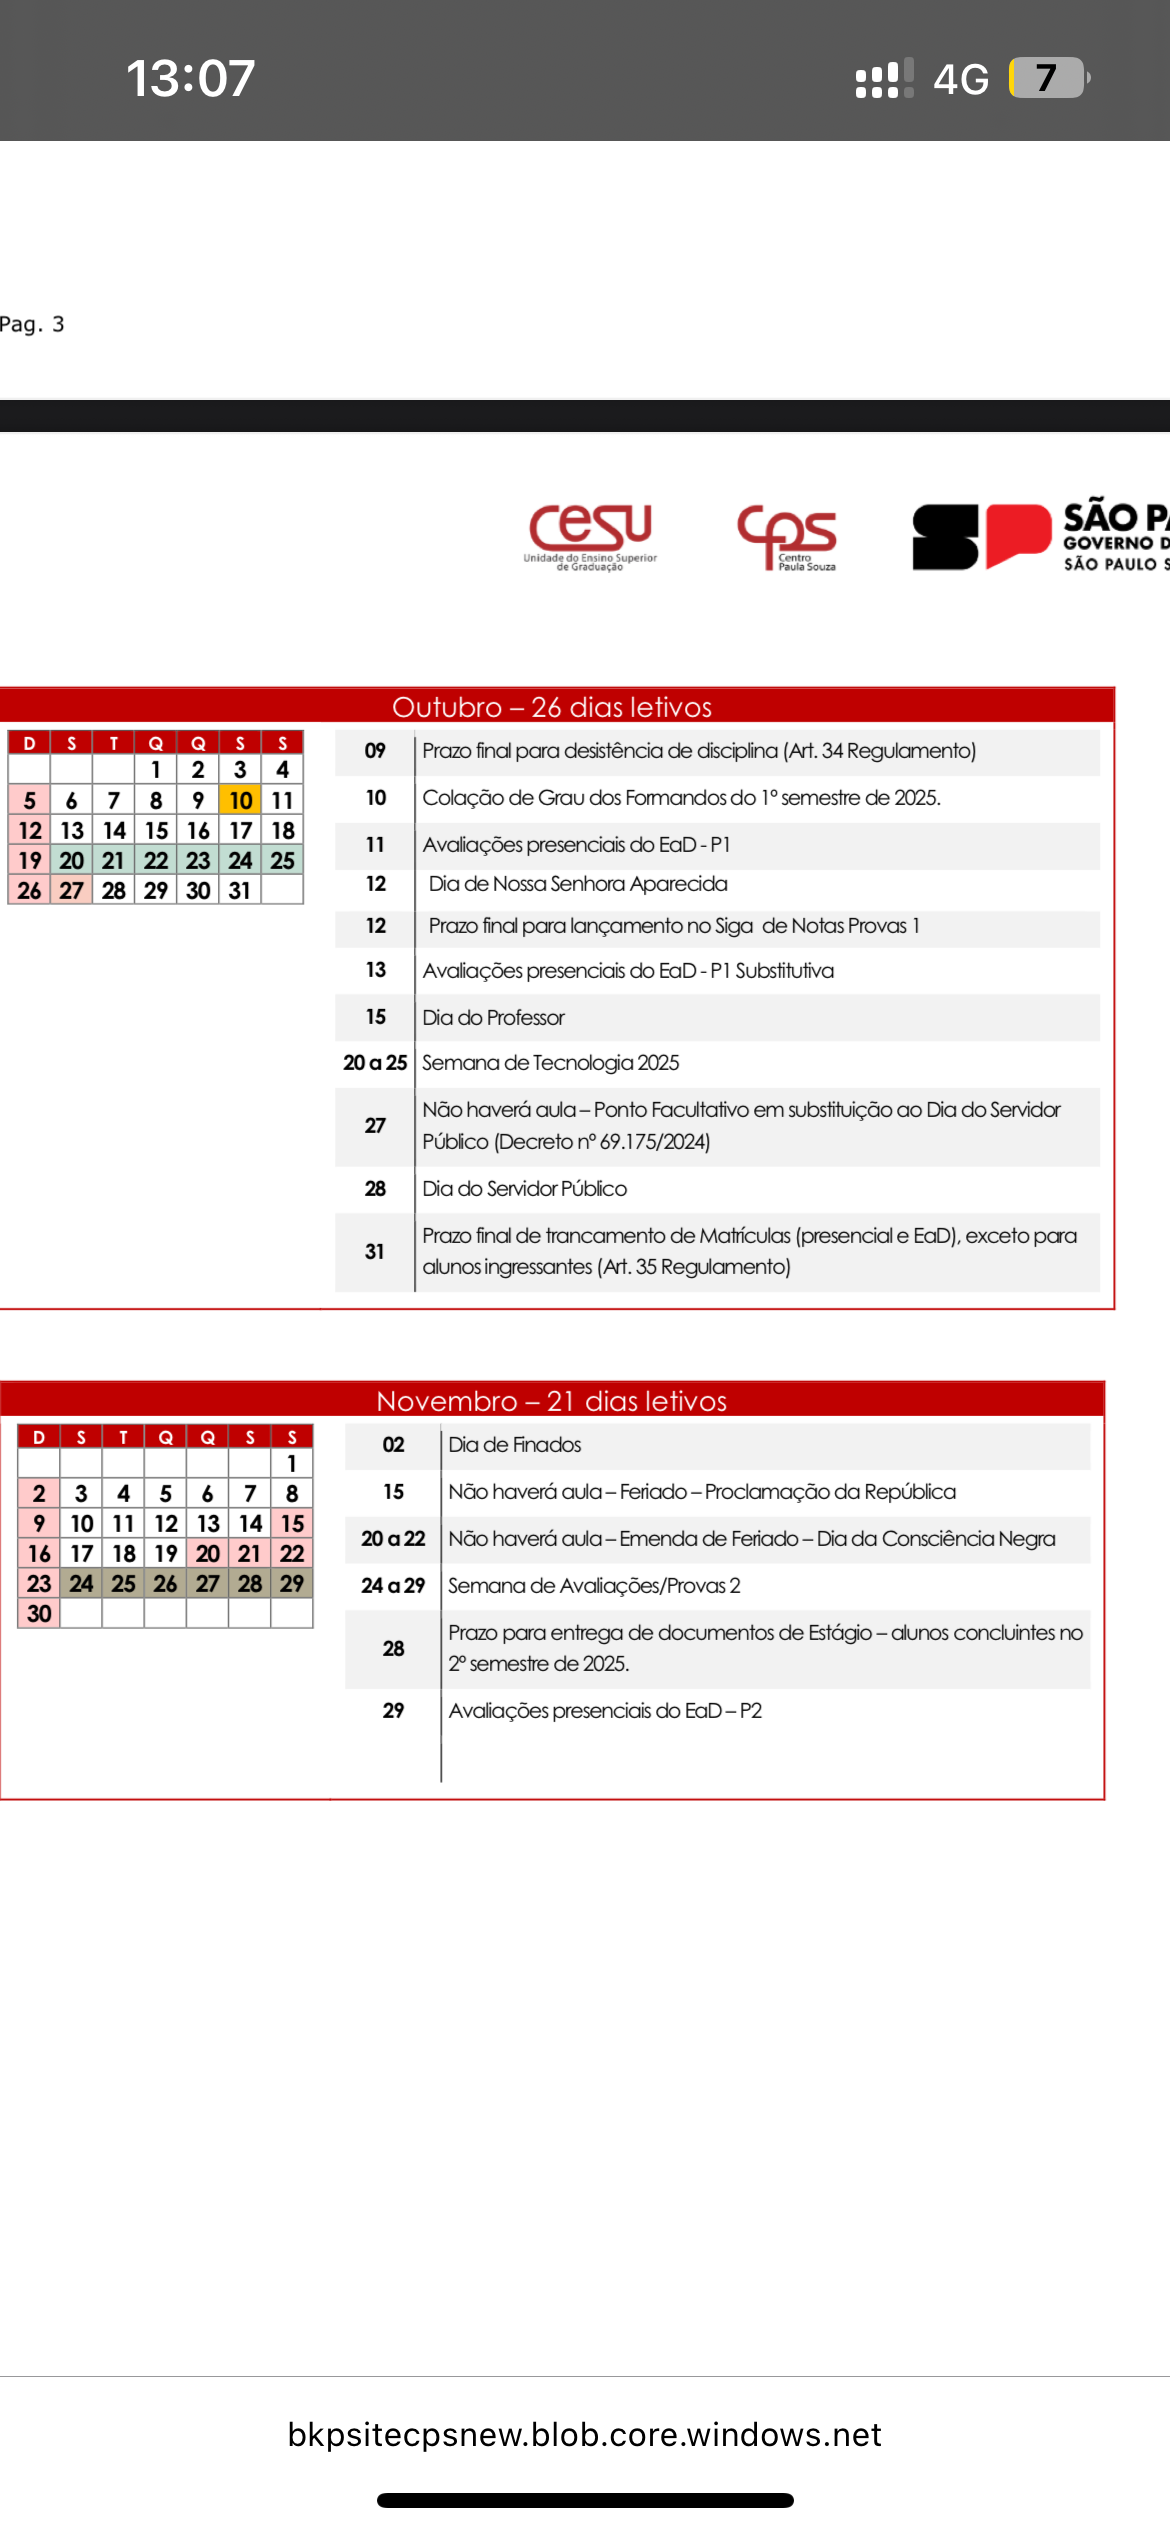 13:07
4G 7
Pag. 3
cesu
Unidade do Ensino Superior
de Graduação
cps
Centro
Paula Souza
SP
SÃO PA
GOVERNO D
SÃO PAULO S
Outubro – 26 dias letivos
D S T Q Q S S
1 2 3 4
5 6 7 8 9 10 11
12 13 14 15 16 17 18
19 20 21 22 23 24 25
26 27 28 29 30 31
09 Prazo final para desistência de disciplina (Art. 34 Regulamento)
10 Colação de Grau dos Formandos do 1º semestre de 2025.
11 Avaliações presenciais do EaD - P1
12 Dia de Nossa Senhora Aparecida
12 Prazo final para lançamento no Siga de Notas Provas 1
13 Avaliações presenciais do EaD - P1 Substitutiva
15 Dia do Professor
20 a 25 Semana de Tecnologia 2025
27 Não haverá aula – Ponto Facultativo em substituição ao Dia do Servidor
Público (Decreto nº 69.175/2024)
28 Dia do Servidor Público
31 Prazo final de trancamento de Matrículas (presencial e EaD), exceto para
alunos ingressantes (Art. 35 Regulamento)
Novembro – 21 dias letivos
D S T Q Q S S
1
2 3 4 5 6 7 8
9 10 11 12 13 14 15
16 17 18 19 20 21 22
23 24 25 26 27 28 29
30
02 Dia de Finados
15 Não haverá aula – Feriado – Proclamação da República
20 a 22 Não haverá aula – Emenda de Feriado – Dia da Consciência Negra
24 a 29 Semana de Avaliações/Provas 2
28 Prazo para entrega de documentos de Estágio – alunos concluintes no
2º semestre de 2025.
29 Avaliações presenciais do EaD – P2
bkpsitecpsnew.blob.core.windows.net